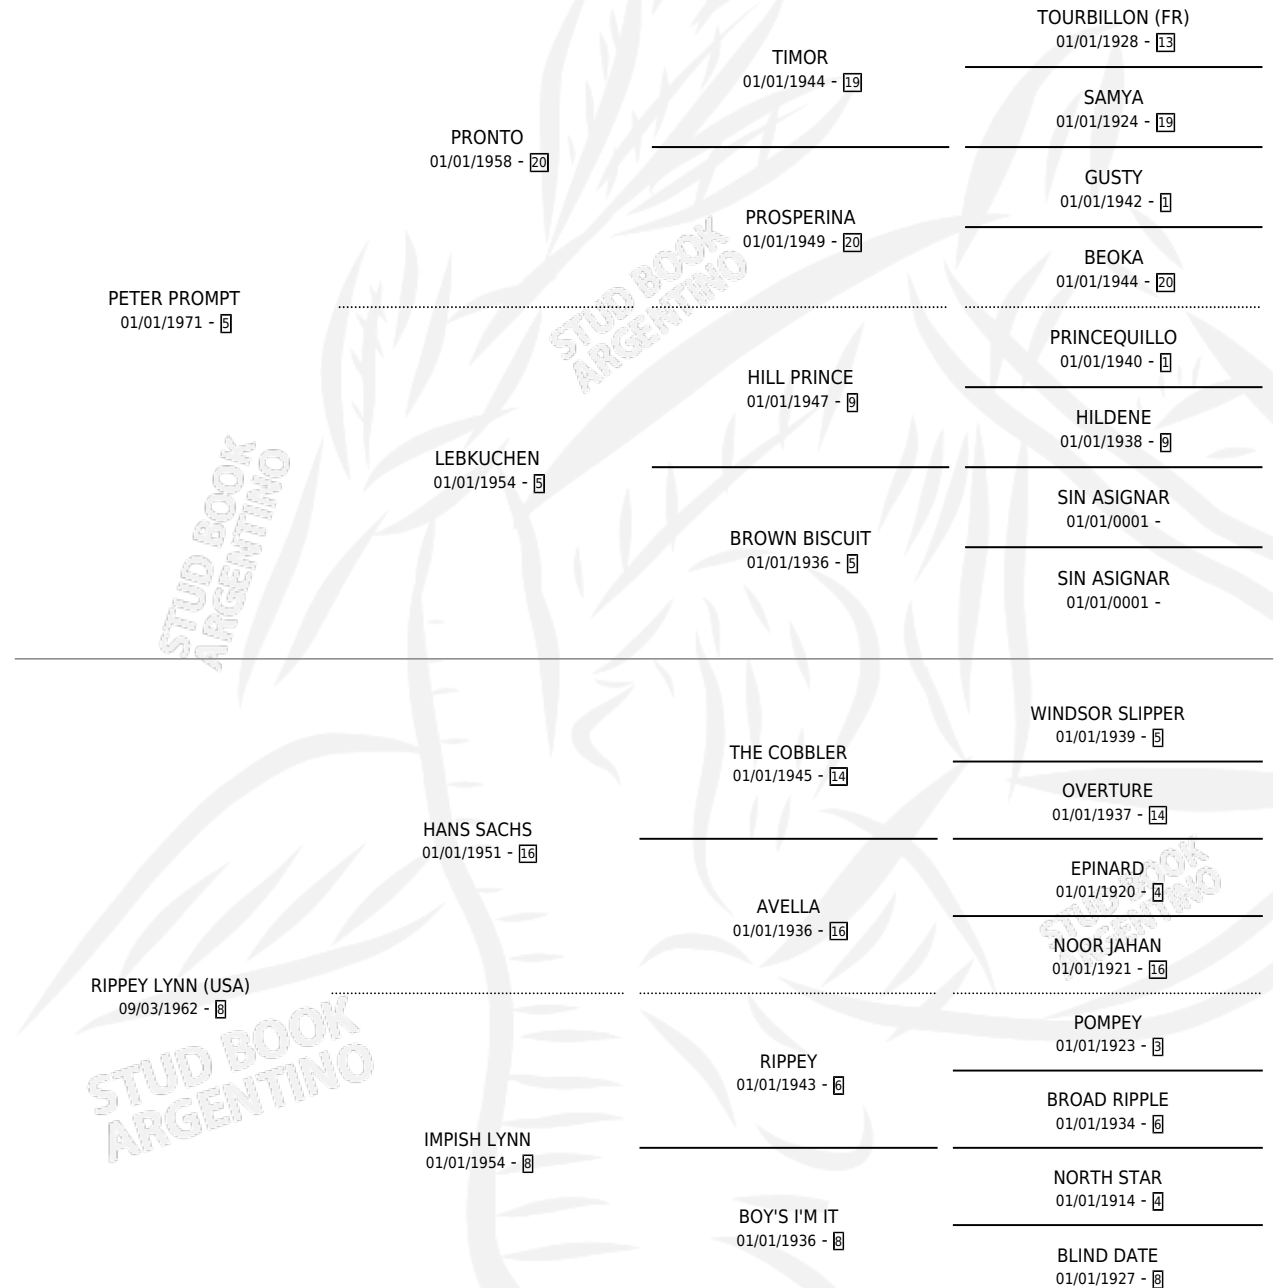 TOURBILLON (FR)
01/01/1928 - 13
TIMOR
01/01/1944 - 19
SAMYA
01/01/1924 - 19
PRONTO
01/01/1958 - 20
GUSTY
01/01/1942 - 1
PROSPERINA
01/01/1949 - 20
BEOKA
01/01/1944 - 20
STUD BOOK
ARGENTINO
PETER PROMPT
01/01/1971 - 5
PRINCEQUILLO
01/01/1940 - 1
HILL PRINCE
01/01/1947 - 9
HILDENE
01/01/1938 - 9
LEBKUCHEN
01/01/1954 - 5
SIN ASIGNAR
01/01/0001 -
BROWN BISCUIT
01/01/1936 - 5
SIN ASIGNAR
01/01/0001 -
STUD BOOK
ARGENTINO
WINDSOR SLIPPER
01/01/1939 - 5
THE COBBLER
01/01/1945 - 14
OVERTURE
01/01/1937 - 14
HANS SACHS
01/01/1951 - 16
EPINARD
01/01/1920 - 4
AVELLA
01/01/1936 - 16
NOOR JAHAN
01/01/1921 - 16
STUD BOOK
ARGENTINO
RIPPEY LYNN (USA)
09/03/1962 - 8
POMPEY
01/01/1923 - 3
RIPPEY
01/01/1943 - 6
BROAD RIPPLE
01/01/1934 - 6
STUD BOOK
ARGENTINO
IMPISH LYNN
01/01/1954 - 8
NORTH STAR
01/01/1914 - 4
BOY'S I'M IT
01/01/1936 - 8
BLIND DATE
01/01/1927 - 8